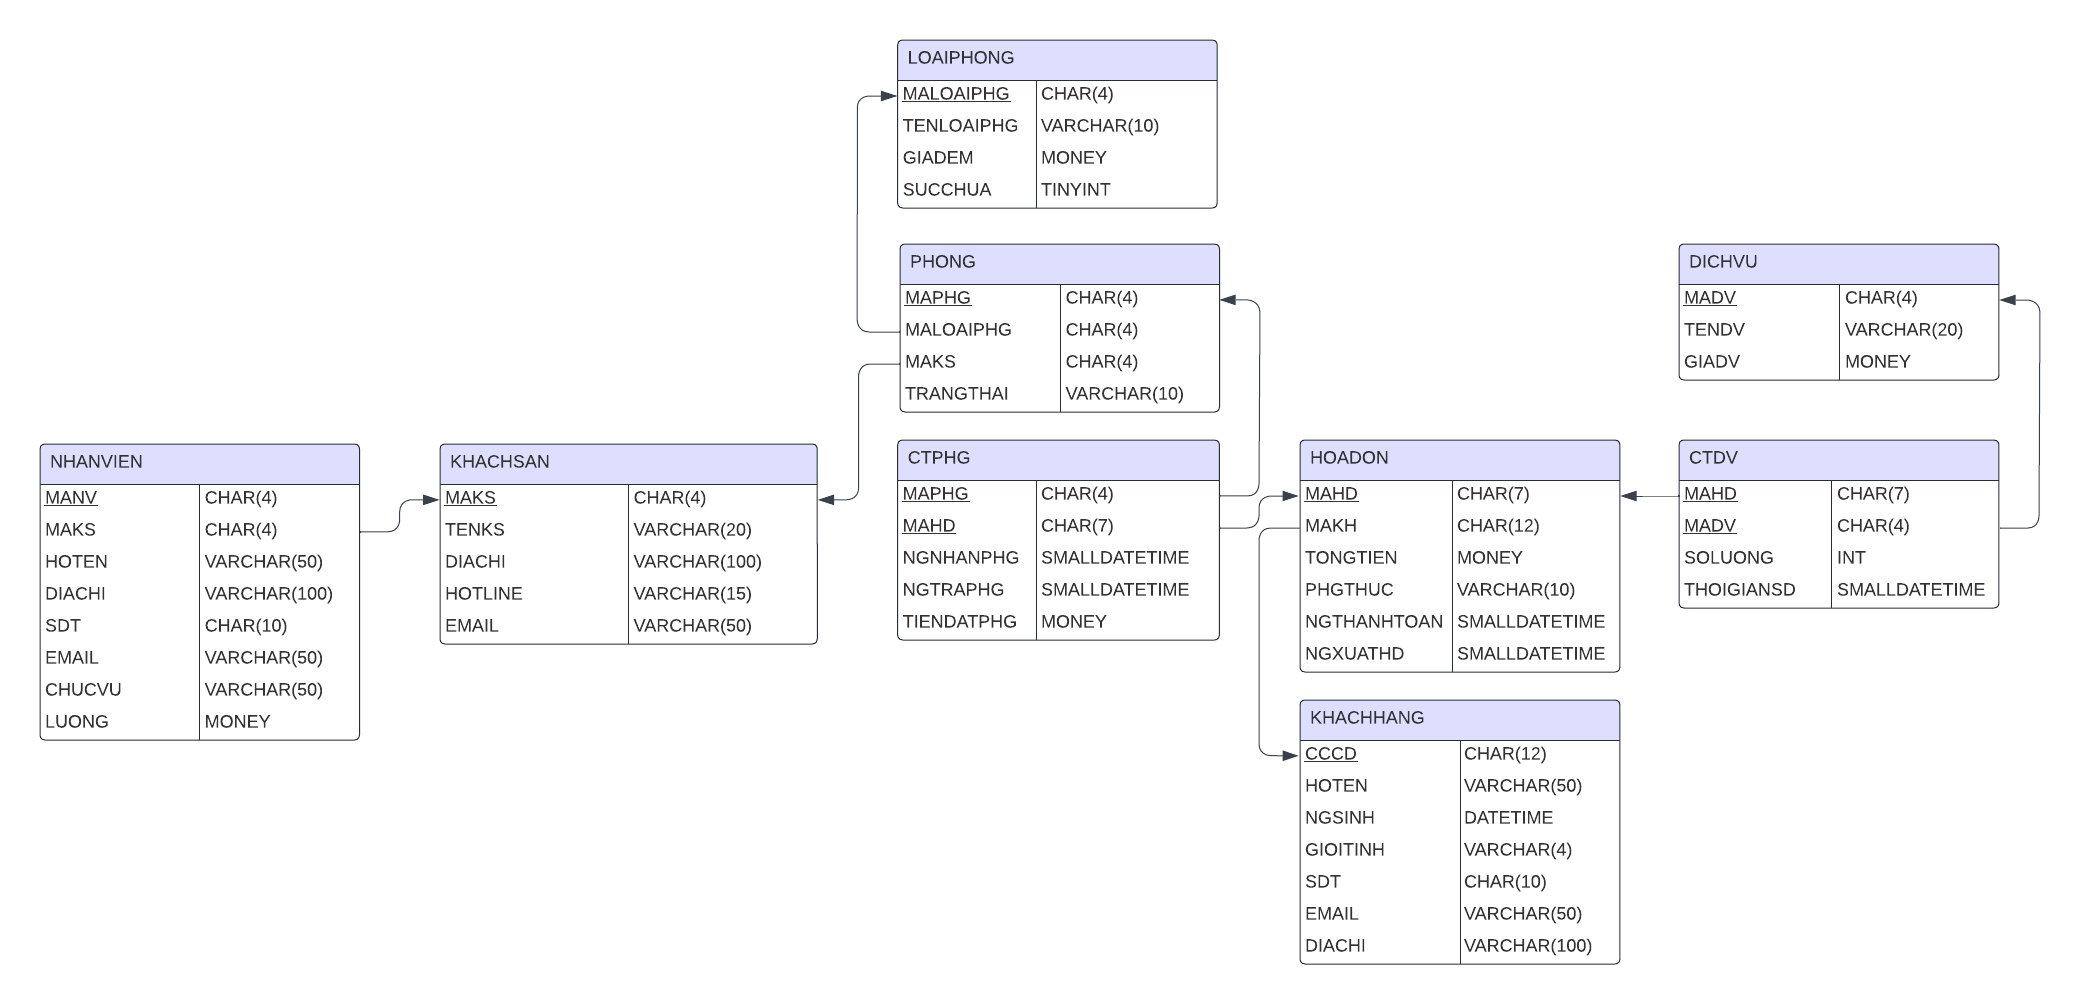 LOAIPHONG
MALOAIPHG CHAR(4)
TENLOAIPHG VARCHAR(10)
GIADEM MONEY
SUCCHUA TINYINT
PHONG
MAPHG CHAR(4)
MALOAIPHG CHAR(4)
MAKS CHAR(4)
TRANGTHAI VARCHAR(10)
DICHVU
MADV CHAR(4)
TENDV VARCHAR(20)
GIADV MONEY
NHANVIEN
MANV CHAR(4)
MAKS CHAR(4)
HOTEN VARCHAR(50)
DIACHI VARCHAR(100)
SDT CHAR(10)
EMAIL VARCHAR(50)
CHUCVU VARCHAR(50)
LUONG MONEY
KHACHSAN
MAKS CHAR(4)
TENKS VARCHAR(20)
DIACHI VARCHAR(100)
HOTLINE VARCHAR(15)
EMAIL VARCHAR(50)
CTPHG
MAPHG CHAR(4)
MAHD CHAR(7)
NGNHANPHG SMALLDATETIME
NGTRAPHG SMALLDATETIME
TIENDATPHG MONEY
HOADON
MAHD CHAR(7)
MAKH CHAR(12)
TONGTIEN MONEY
PHGTHUC VARCHAR(10)
NGTHANHTOAN SMALLDATETIME
NGXUATHD SMALLDATETIME
CTDV
MAHD CHAR(7)
MADV CHAR(4)
SOLUONG INT
THOIGIANSD SMALLDATETIME
KHACHHANG
CCCD CHAR(12)
HOTEN VARCHAR(50)
NGSINH DATETIME
GIOITINH VARCHAR(4)
SDT CHAR(10)
EMAIL VARCHAR(50)
DIACHI VARCHAR(100)